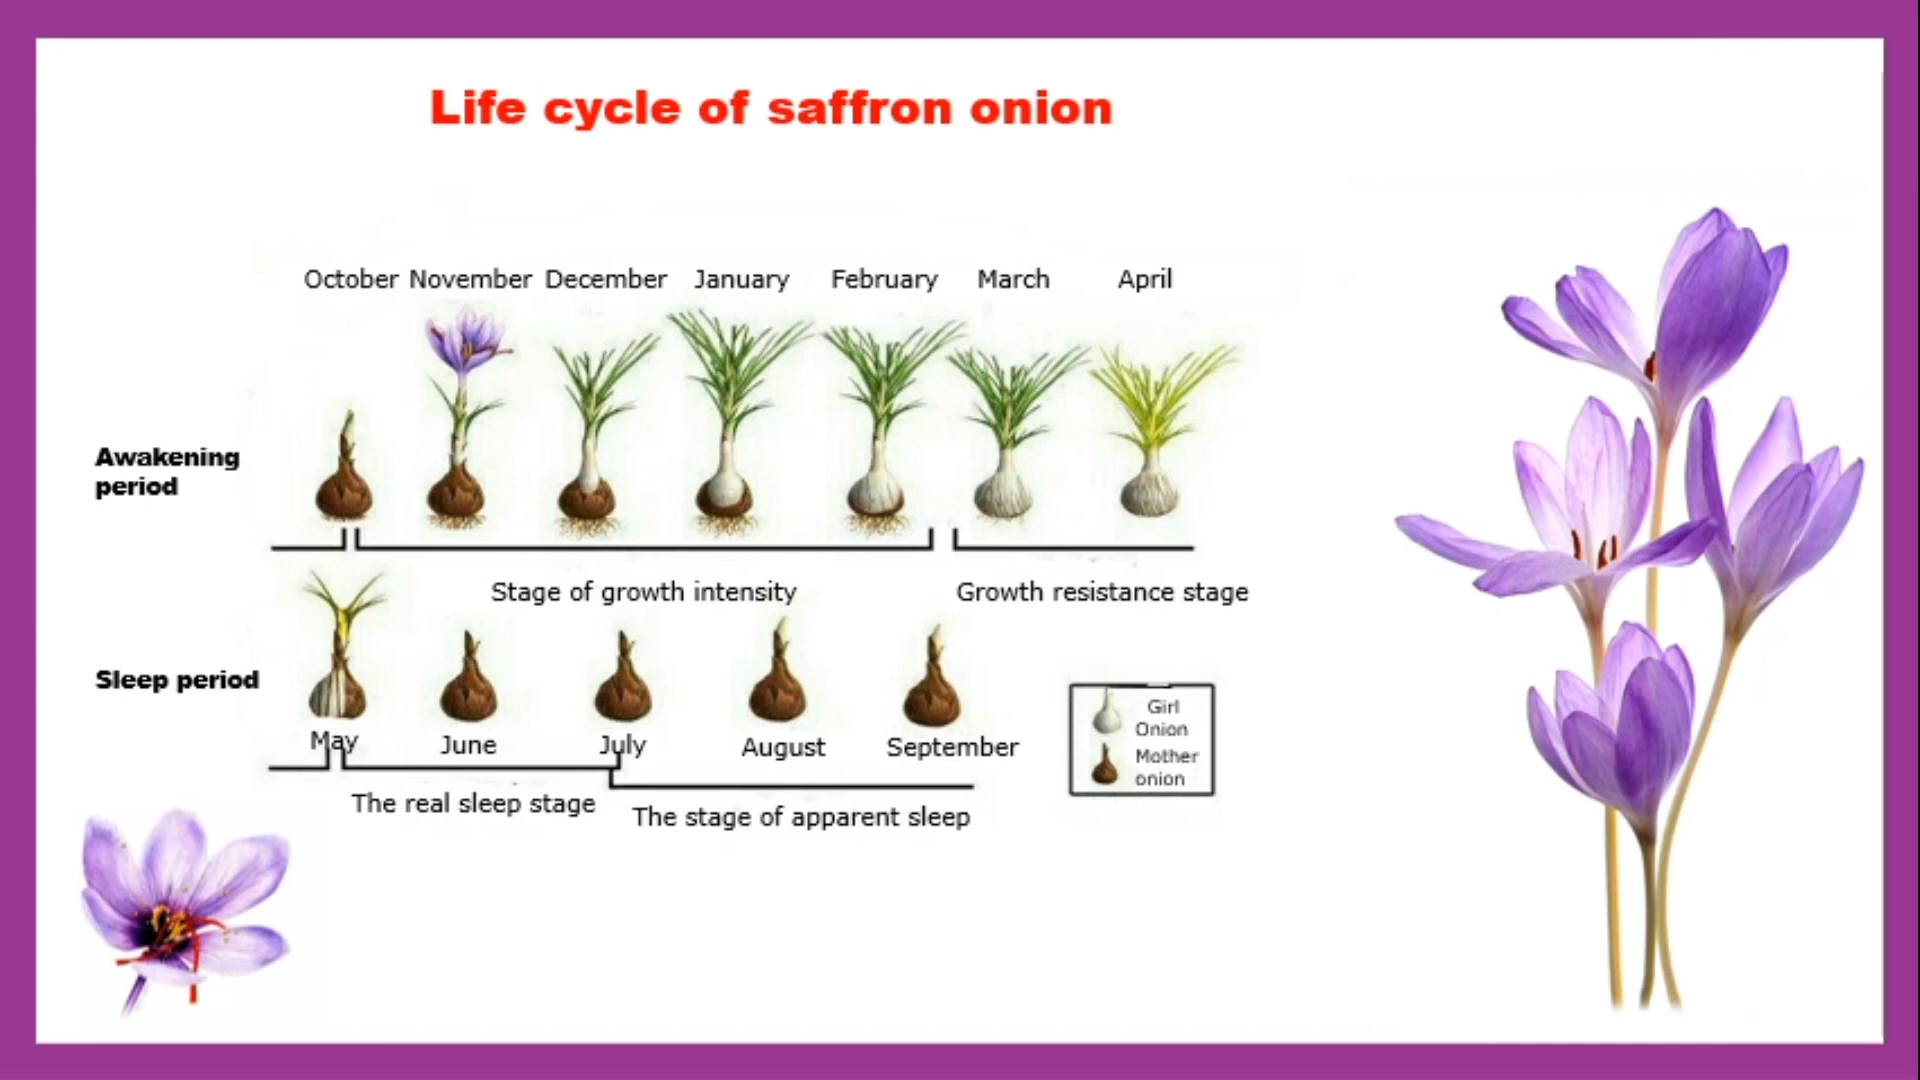 Life cycle of saffron onion
October November December January February March April
Awakening
period
Stage of growth intensity Growth resistance stage
Sleep period
May June July August September
The real sleep stage The stage of apparent sleep
Girl
Onion
Mother
onion